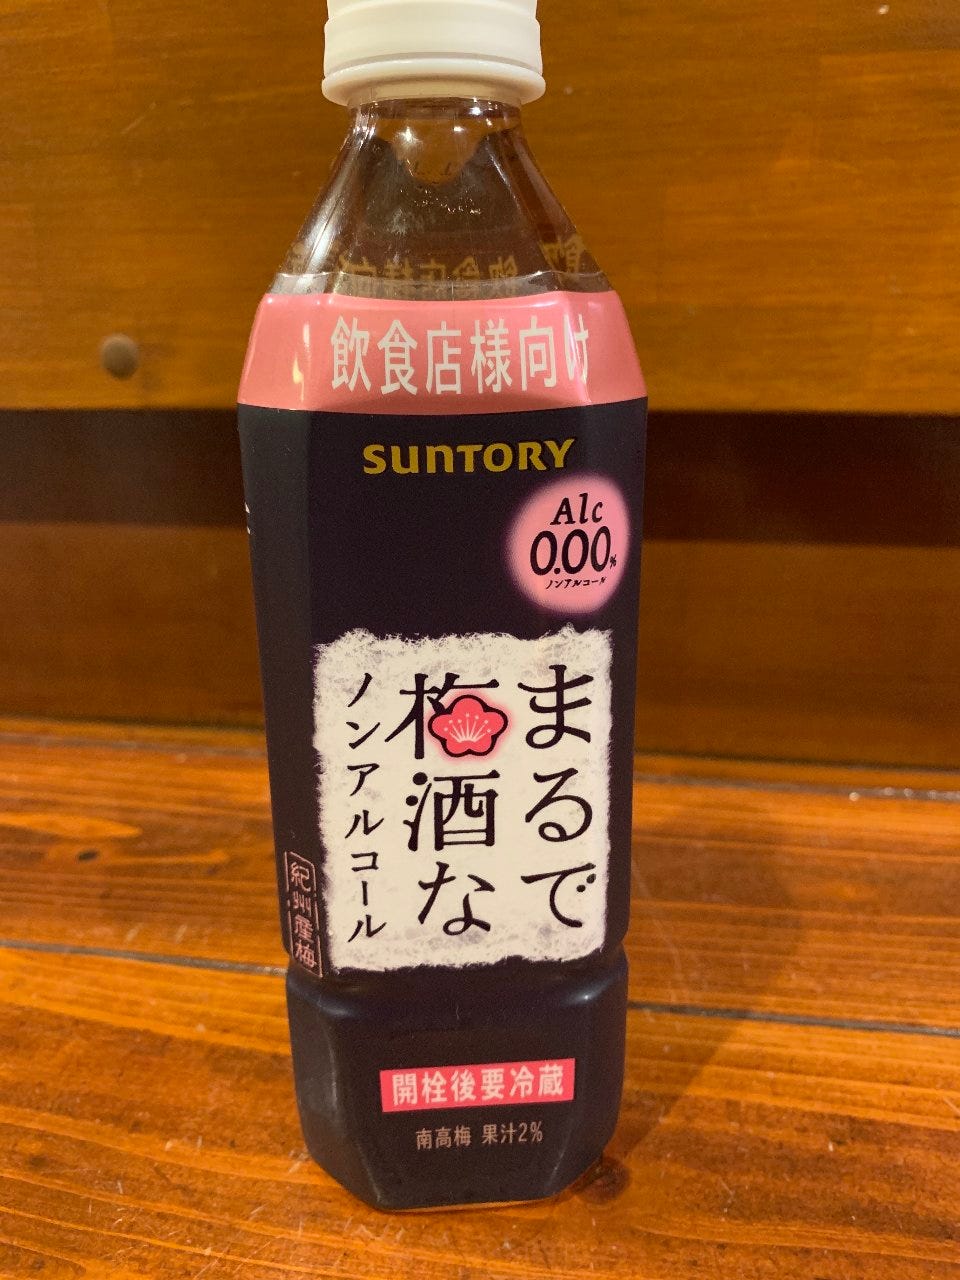 飲食店様向け
SUNTORY
Alc
0.00%
ノンアルコール
まるで
梅酒な
ノンアルコール
紀州産梅
開栓後要冷蔵
南高梅 果汁2%